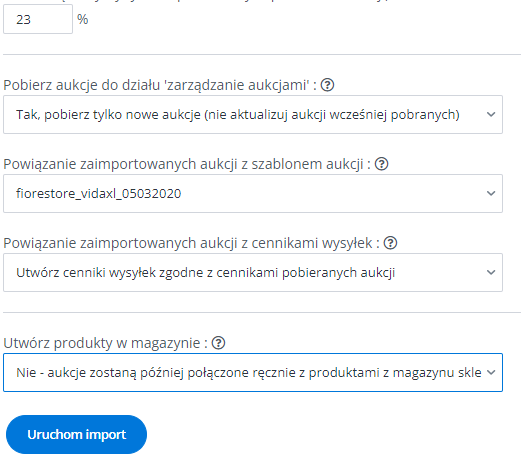 23 %
Pobierz aukcje do działu 'zarządzanie aukcjami' : ?
Tak, pobierz tylko nowe aukcje (nie aktualizuj aukcji wcześniej pobranych)
Powiązanie zaimportowanych aukcji z szablonem aukcji : ?
fiorestore_vidaxl_05032020
Powiązanie zaimportowanych aukcji z cennikami wysyłek : ?
Utwórz cenniki wysyłek zgodne z cennikami pobieranych aukcji
Utwórz produkty w magazynie : ?
Nie - aukcje zostaną później połączone ręcznie z produktami z magazynu skle
Uruchom import